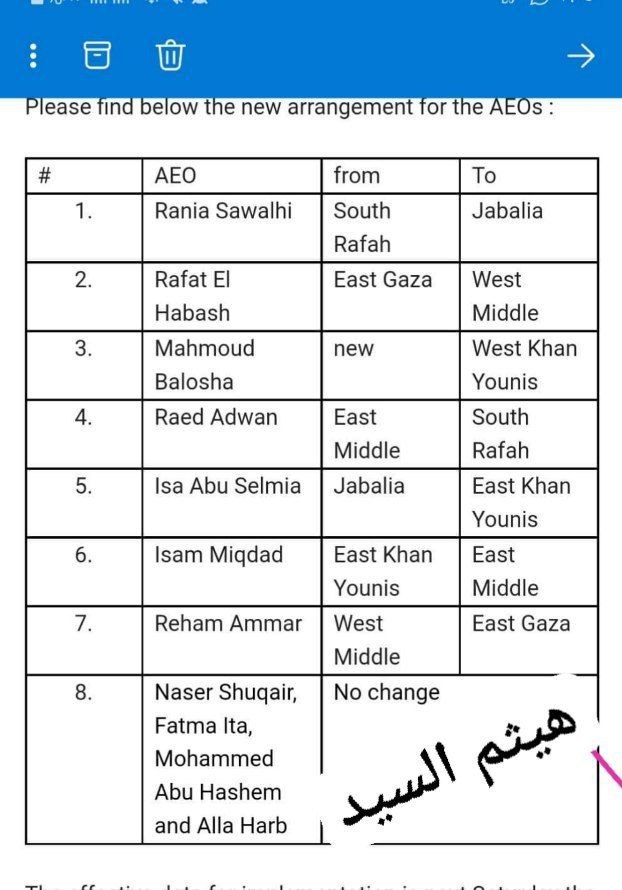 Please find below the new arrangement for the AEOs :
# AEO from To
1. Rania Sawalhi South Jabalia
Rafah
2. Rafat El East Gaza West
Habash Middle
3. Mahmoud new West Khan
Balosha Younis
4. Raed Adwan East South
Middle Rafah
5. Isa Abu Selmia Jabalia East Khan
Younis
6. Isam Miqdad East Khan East
Younis Middle
7. Reham Ammar West East Gaza
Middle
8. Naser Shuqair, No change
Fatma Ita,
Mohammed
Abu Hashem
and Alla Harb
هيثم السيد